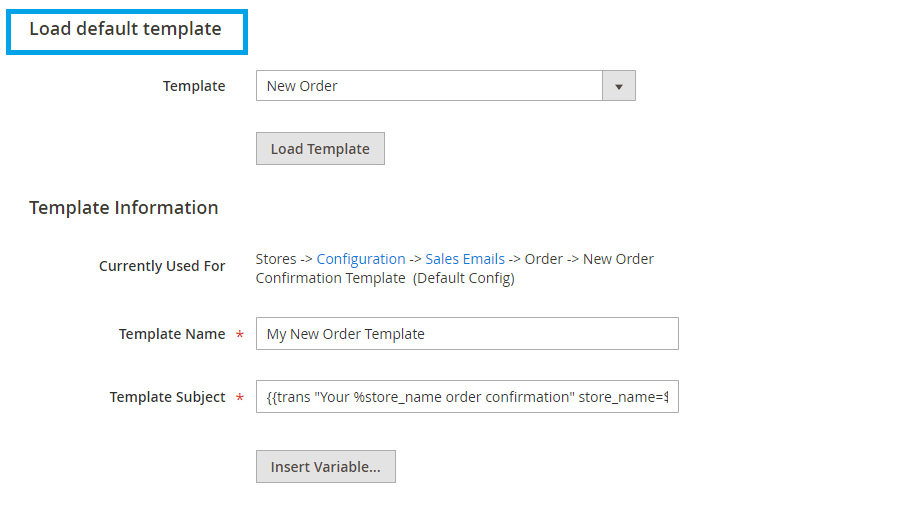 Load default template
Template New Order
Load Template
Template Information
Currently Used For Stores -> Configuration -> Sales Emails -> Order -> New Order
Confirmation Template (Default Config)
Template Name * My New Order Template
Template Subject * {{trans "Your %store_name order confirmation" store_name=$
Insert Variable...